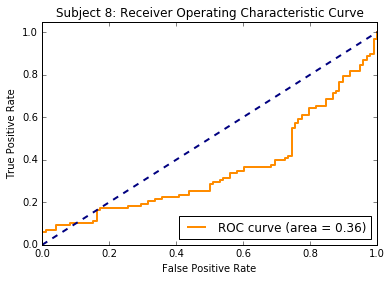 Subject 8: Receiver Operating Characteristic Curve
True Positive Rate
1.0
0.8
0.6
0.4
0.2
0.0
ROC curve (area = 0.36)
0.0 0.2 0.4 0.6 0.8 1.0
False Positive Rate